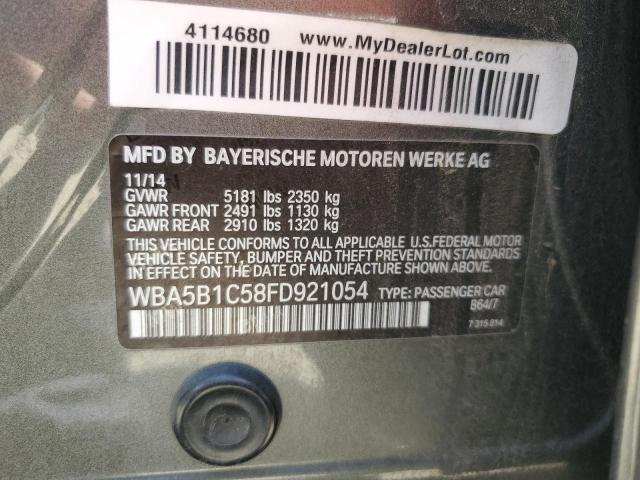 4114680 www.MyDealerLot.com
MFD BY BAYERISCHE MOTOREN WERKE AG
11/14
GVWR 5181 lbs 2350 kg
GAWR FRONT 2491 lbs 1130 kg
GAWR REAR 2910 lbs 1320 kg
THIS VEHICLE CONFORMS TO ALL APPLICABLE U.S.FEDERAL MOTOR
VEHICLE SAFETY, BUMPER AND THEFT PREVENTION STANDARDS
IN EFFECT ON THE DATE OF MANUFACTURE SHOWN ABOVE.
WBA5B1C58FD921054 TYPE: PASSENGER CAR
B64/7
7 315 814